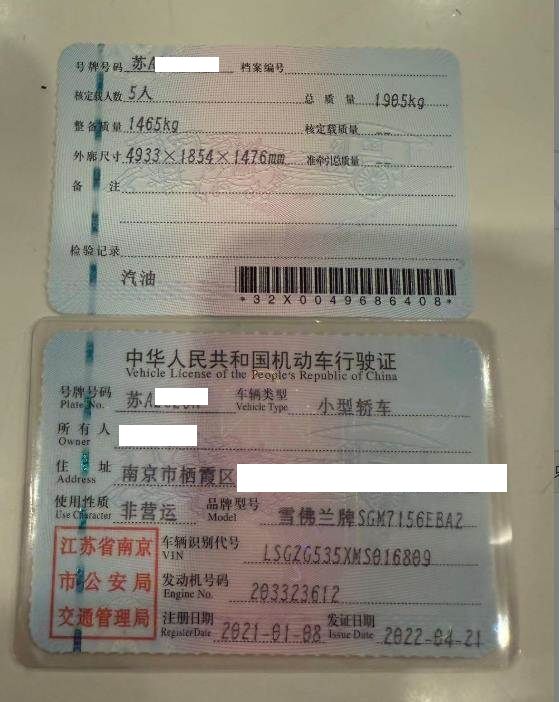 号牌号码 苏A 档案编号
核定载人数 5人 总质量 1905kg
整备质量 1465kg 核定载质量 --
外廓尺寸 4933×1854×1476mm 准牵引总质量 --
备注
检验记录
汽油
*32X0049686408*
中华人民共和国机动车行驶证
Vehicle License of the People's Republic of China
号牌号码 苏A 车辆类型 小型轿车
Plate No. Vehicle Type
所有人
Owner
住址 南京市栖霞区
Address
使用性质 非营运 品牌型号 雪佛兰牌SGM7156EBA2
Use Character Model
江苏省南京
市公安局
交通管理局
车辆识别代号 LSGZG535XMS016809
VIN
发动机号码 203323612
Engine No.
注册日期 2021-01-08 发证日期 2022-04-21
Register Date Issue Date